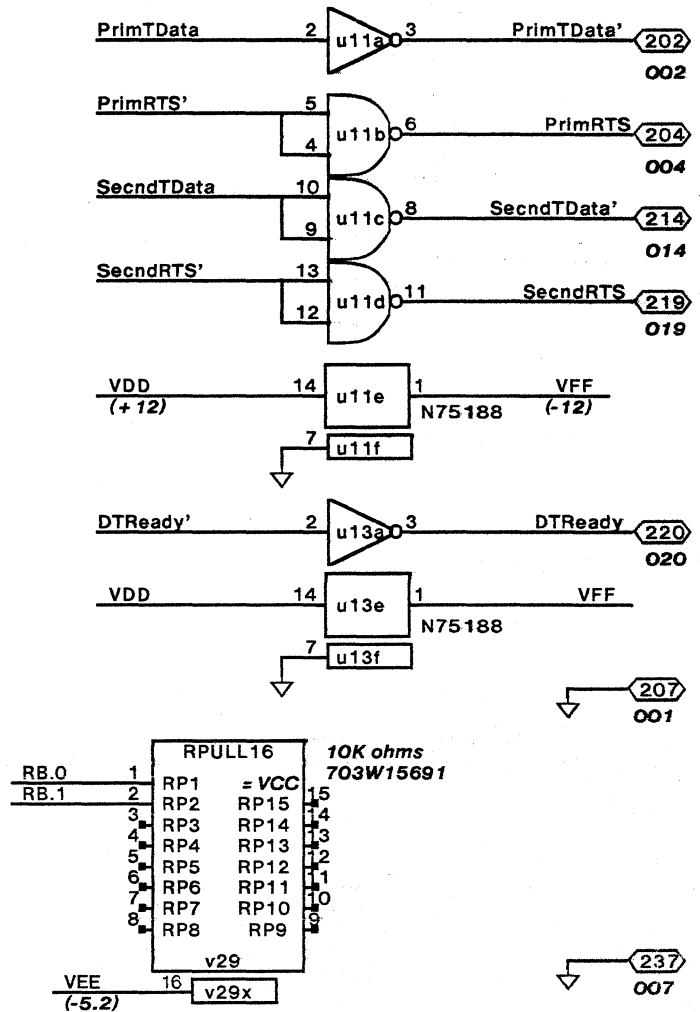 PrimTData 2 u11a 3 PrimTData' 202
002
PrimRTS' 5 u11b 6 PrimRTS 204
4 004
SecndTData 10 u11c 8 SecndTData' 214
9 014
SecndRTS' 13 u11d 11 SecndRTS 219
12 019
VDD 14 u11e 1 VFF
(+12) N75188 (-12)
7 u11f
DTReady' 2 u13a 3 DTReady 220
020
VDD 14 u13e 1 VFF
N75188
7 u13f
207
001
RPULL16 10K ohms
703W15691
RB.0 1 RP1 = VCC
RB.1 2 RP2 RP15 15
3 RP3 RP14 14
4 RP4 RP13 13
5 RP5 RP12 12
6 RP6 RP11 11
7 RP7 RP10 10
8 RP8 RP9 9
v29
237
007
VEE 16 v29x
(-5.2)